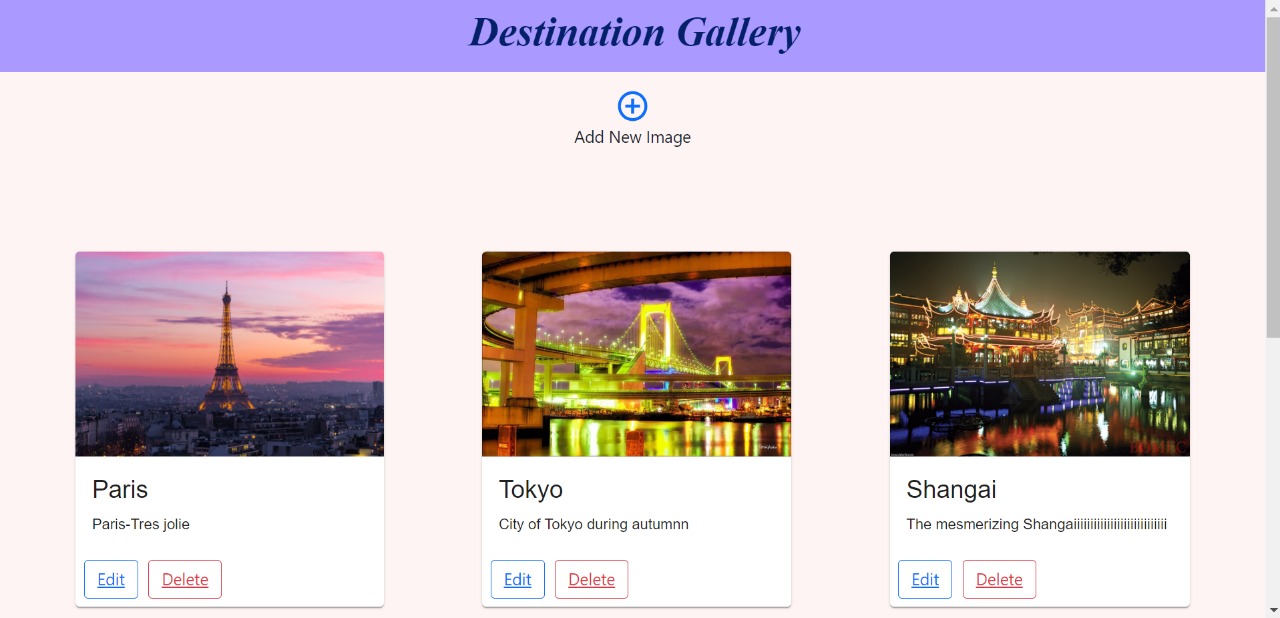 Destination Gallery
Add New Image
Paris
Paris-Tres jolie
Edit Delete
Tokyo
City of Tokyo during autumnn
Edit Delete
Shangai
The mesmerizing Shangaiiiiiiiiiiiiiiiiiiiiiiiiiiii
Edit Delete